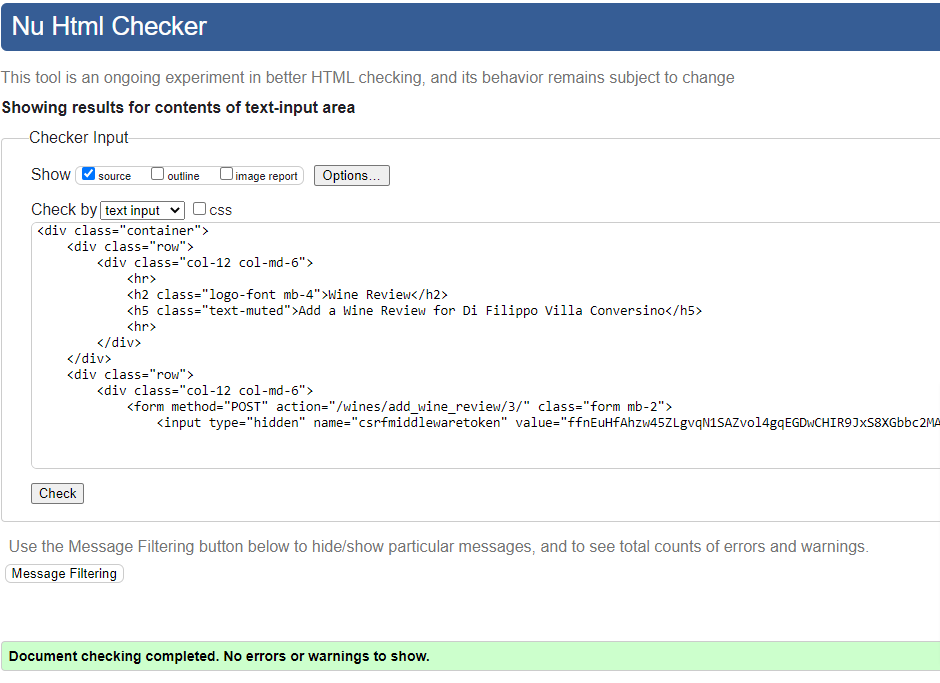 Nu Html Checker
This tool is an ongoing experiment in better HTML checking, and its behavior remains subject to change
Showing results for contents of text-input area
Checker Input
Show source outline image report Options...
Check by text input css
<div class="container">
    <div class="row">
        <div class="col-12 col-md-6">
            <hr>
            <h2 class="logo-font mb-4">Wine Review</h2>
            <h5 class="text-muted">Add a Wine Review for Di Filippo Villa Conversino</h5>
            <hr>
        </div>
    </div>
    <div class="row">
        <div class="col-12 col-md-6">
            <form method="POST" action="/wines/add_wine_review/3/" class="form mb-2">
                <input type="hidden" name="csrfmiddlewaretoken" value="ffnEuHfAhzw45ZLgvqN1SAZvol4gqEGDwCHIR9JxS8XGbbc2MA
Check
Use the Message Filtering button below to hide/show particular messages, and to see total counts of errors and warnings.
Message Filtering
Document checking completed. No errors or warnings to show.